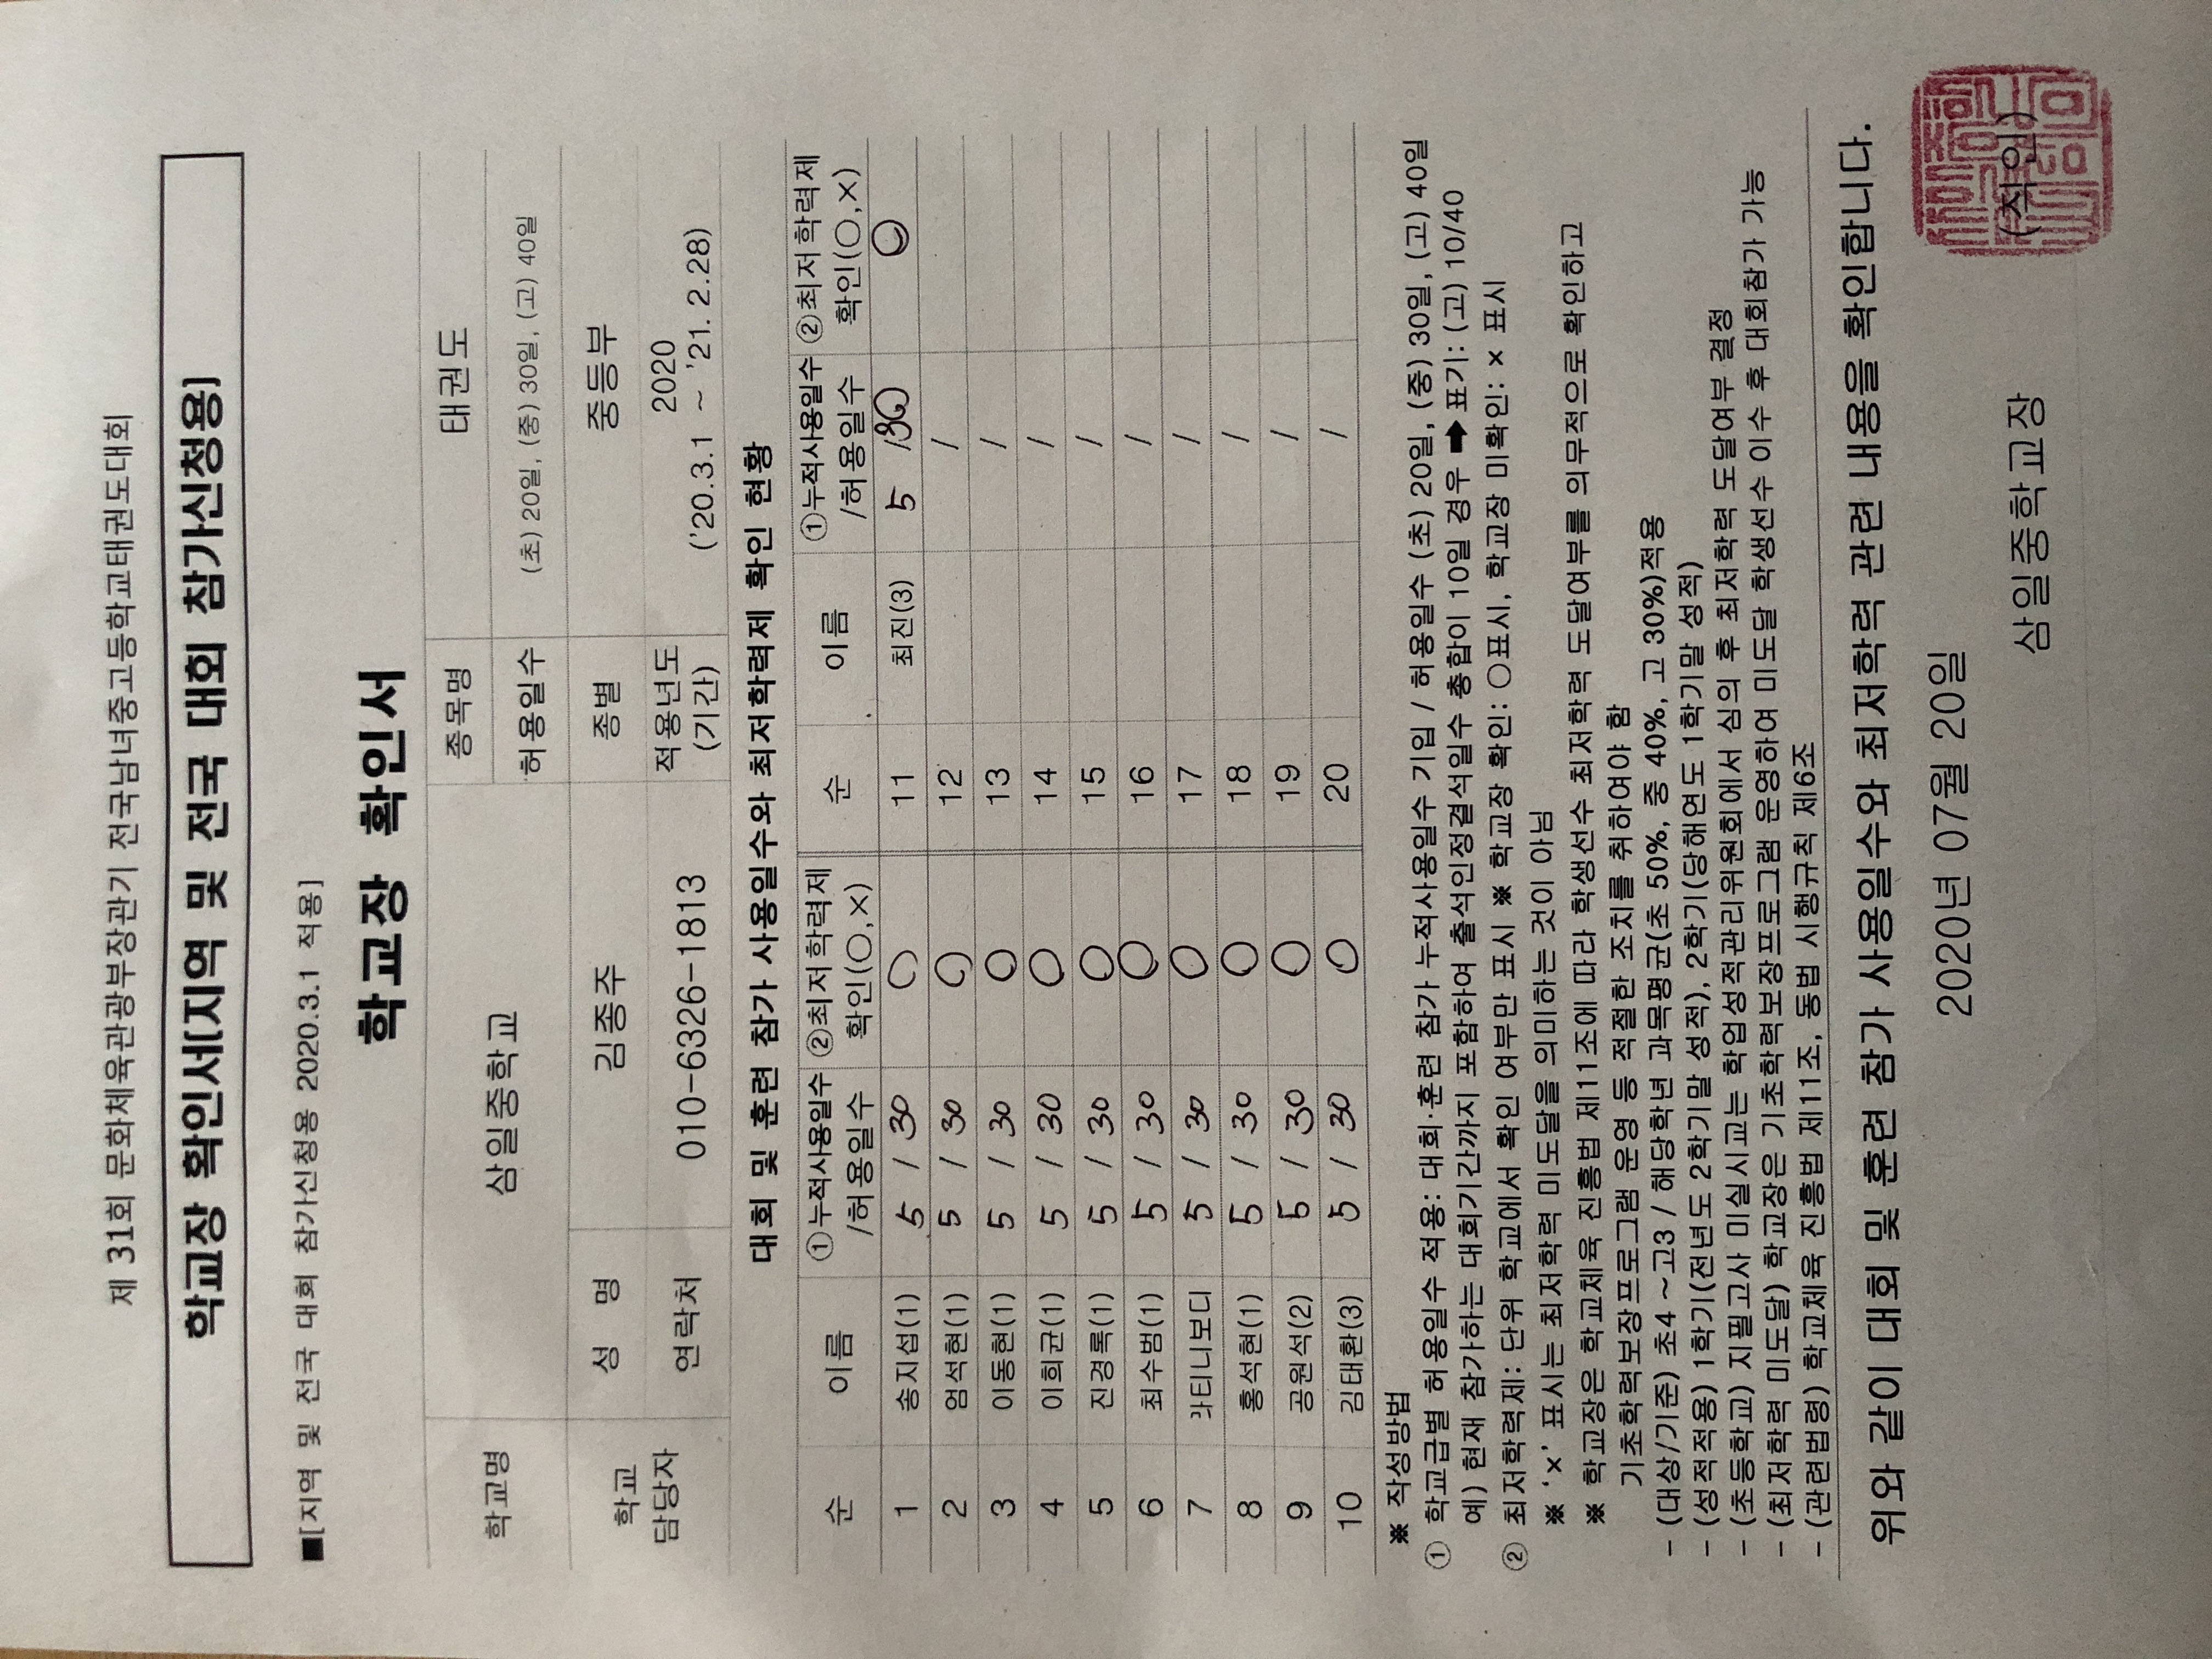 제 31회 문화체육관광부장관기 전국남녀중고등학교태권도대회
학교장 확인서(지역 및 전국 대회 참가신청용)
■[지역 및 전국 대회 참가신청용 2020.3.1 적용]
학교장 확인서
학교명 삼일중학교 종목명 태권도
허용일수 (초) 20일, (중) 30일, (고) 40일
학교 담당자 성 명 김종주 종별 중등부
연락처 010-6326-1813 적용년도 (기간) 2020 ('20.3.1 ~ '21.2.28)
대회 및 훈련 참가 사용일수와 최저학력제 확인 현황
순 이름 ①누적사용일수 /허용일수 ②최저학력제 확인(○,×) 순 이름 ①누적사용일수 /허용일수 ②최저학력제 확인(○,×)
1 송지섭(1) 5 / 30 ○ 11 최진(3) 5 /30 ○
2 엄석현(1) 5 / 30 ○ 12 /
3 이동현(1) 5 / 30 ○ 13 /
4 이희균(1) 5 / 30 ○ 14 /
5 진경록(1) 5 / 30 ○ 15 /
6 최수범(1) 5 / 30 ○ 16 /
7 5 / 30 ○ 17 /
8 홍석현(1) 5 / 30 ○ 18 /
9 공원석(2) 5 / 30 ○ 19 /
10 김태환(3) 5 / 30 ○ 20 /
※ 작성방법
① 학교급별 허용일수 적용: 대회·훈련 참가 누적사용일수 기입 / 허용일수 (초) 20일, (중) 30일, (고) 40일
예) 현재 참가하는 대회기간까지 포함하여 출석인정결석일수 총합이 10일 경우 ➡ 표기: (고) 10/40
② 최저학력제: 단위 학교에서 확인 여부만 표시 ※ 학교장 확인: ○표시, 학교장 미확인: × 표시
※ '×' 표시는 최저학력 미도달을 의미하는 것이 아님
※ 학교장은 학교체육 진흥법 제11조에 따라 학생선수 최저학력 도달여부를 의무적으로 확인하고
기초학력보장프로그램 운영 등 적절한 조치를 취하여야 함
- (대상/기준) 초4 ~고3 / 해당학년 과목평균(초 50%, 중 40%, 고 30%)적용
- (성적적용) 1학기(전년도 2학기말 성적), 2학기(당해연도 1학기말 성적)
- (초등학교) 지필고사 미실시교는 학업성적관리위원회에서 심의 후 최저학력 도달여부 결정
- (최저학력 미도달) 학교장은 기초학력보장프로그램 운영하여 미도달 학생선수 이수 후 대회참가 가능
- (관련법령) 학교체육 진흥법 제11조, 동법 시행규칙 제6조
위와 같이 대회 및 훈련 참가 사용일수와 최저학력 관련 내용을 확인합니다.
2020년 07월 20일
삼일중학교장 (직인)